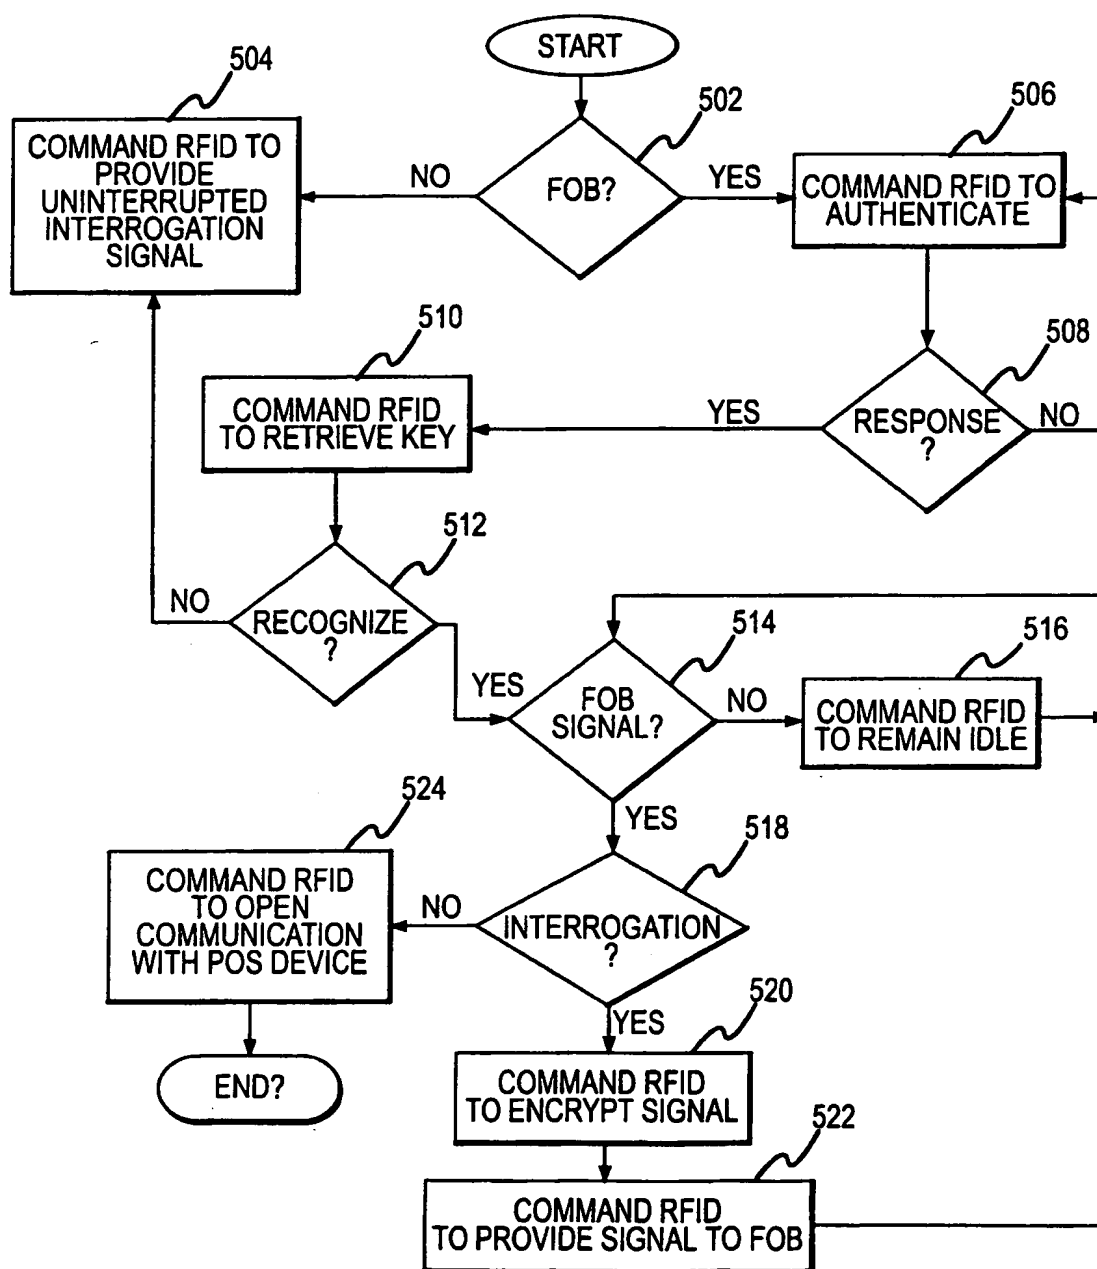 START
504
502
506
COMMAND RFID TO
PROVIDE
UNINTERRUPTED
INTERROGATION
SIGNAL
NO
FOB?
YES
COMMAND RFID TO
AUTHENTICATE
510
508
COMMAND RFID
TO RETRIEVE KEY
YES
RESPONSE
?
NO
512
NO
RECOGNIZE
?
YES
514
516
FOB
SIGNAL?
NO
COMMAND RFID
TO REMAIN IDLE
YES
524
518
COMMAND RFID
TO OPEN
COMMUNICATION
WITH POS DEVICE
NO
INTERROGATION
?
YES
520
END?
COMMAND RFID
TO ENCRYPT SIGNAL
522
COMMAND RFID
TO PROVIDE SIGNAL TO FOB